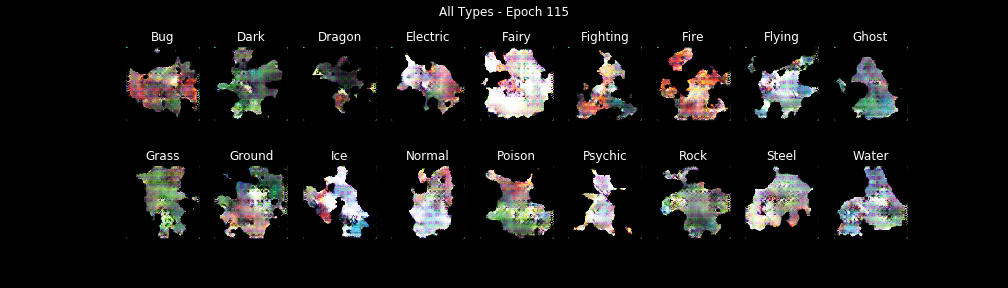 All Types - Epoch 115
Bug Dark Dragon Electric Fairy Fighting Fire Flying Ghost
Grass Ground Ice Normal Poison Psychic Rock Steel Water